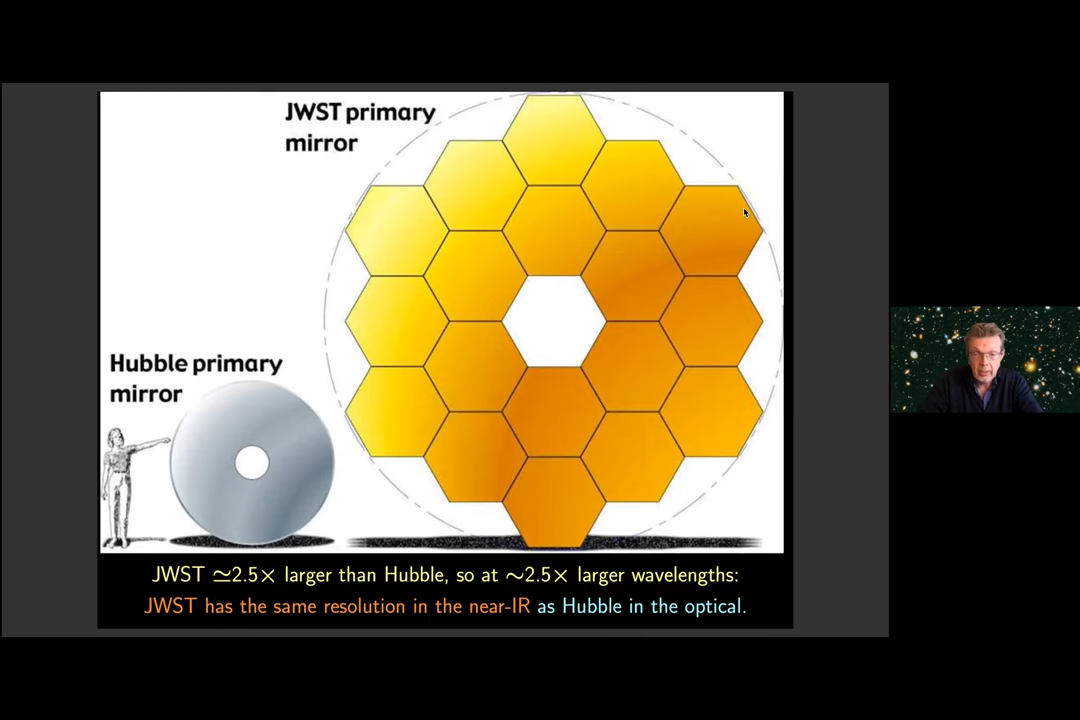 JWST primary
mirror
Hubble primary
mirror
JWST ≃2.5× larger than Hubble, so at ∼2.5× larger wavelengths:
JWST has the same resolution in the near-IR as Hubble in the optical.